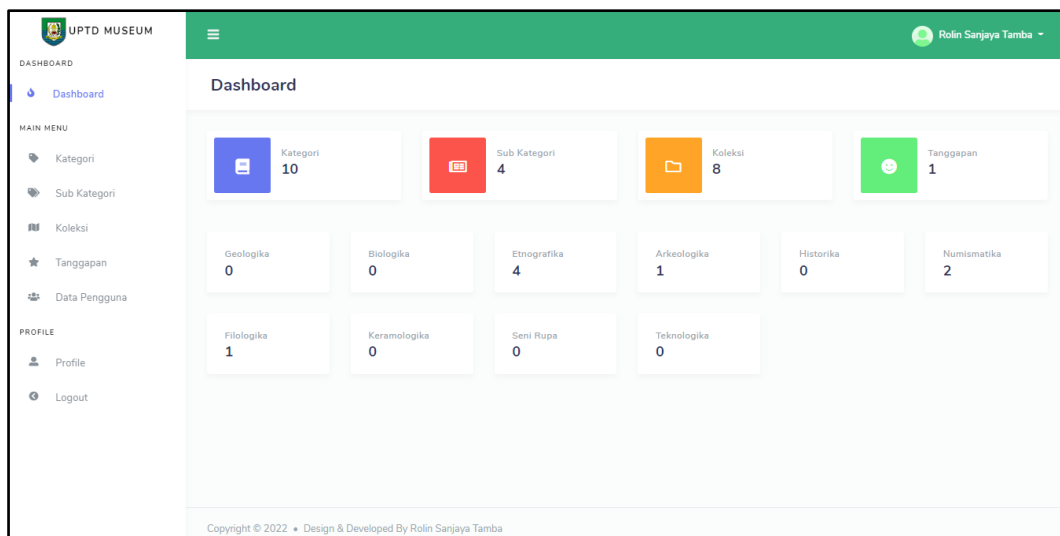 UPTD MUSEUM
DASHBOARD
Dashboard
MAIN MENU
Kategori
Sub Kategori
Koleksi
Tanggapan
Data Pengguna
PROFILE
Profile
Logout
Rolin Sanjaya Tamba
Dashboard
Kategori
10
Sub Kategori
4
Koleksi
8
Tanggapan
1
Geologika
0
Biologika
0
Etnografika
4
Arkeologika
1
Historika
0
Numismatika
2
Filologika
1
Keramologika
0
Seni Rupa
0
Teknologika
0
Copyright © 2022 • Design & Developed By Rolin Sanjaya Tamba